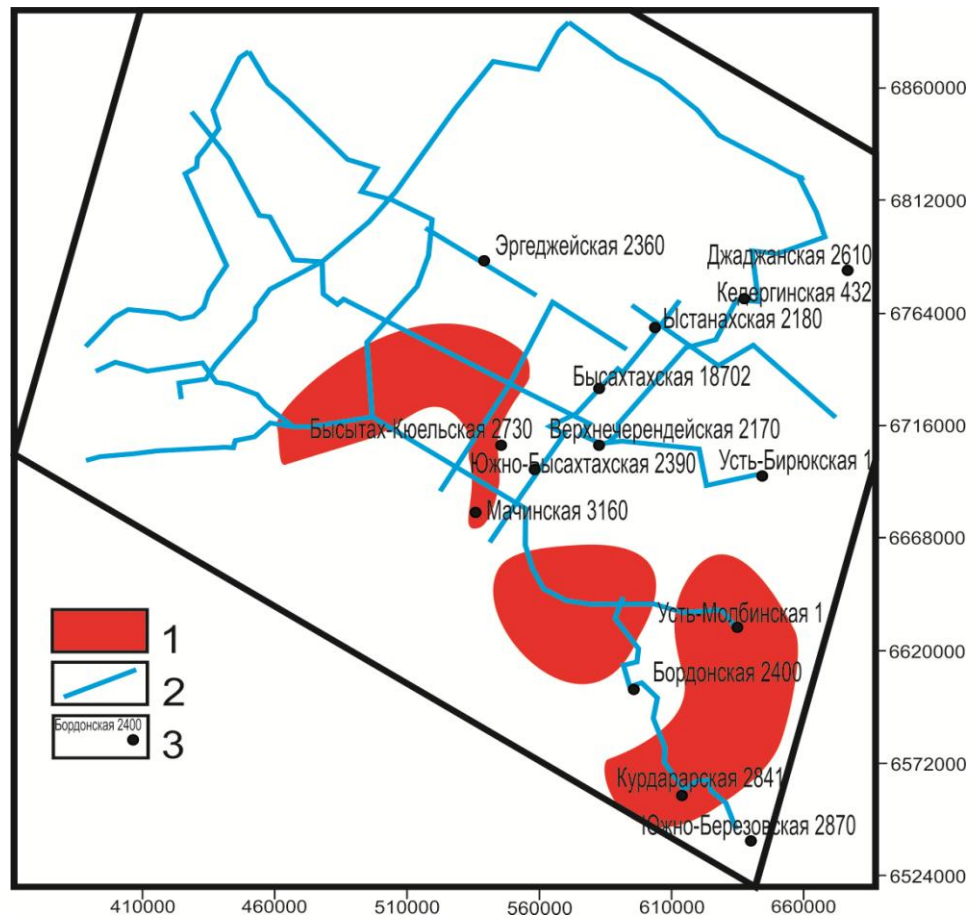 6860000
6812000
Эргеджейская 2360
Джаджанская 2610
Кедергинская 432
6764000
Ыстанахская 2180
Бысахтахская 18702
6716000
Бысытах-Кюельская 2730
Верхнечерендейская 2170
Южно-Бысахтахская 2390
Усть-Бирюкская 1
Мачинская 3160
6668000
1
Усть-Молбинская 1
6620000
2
Бордонская 2400
Бордонская 2400
3
6572000
Курдарарская 2841
Южно-Березовская 2870
6524000
410000 460000 510000 560000 610000 660000